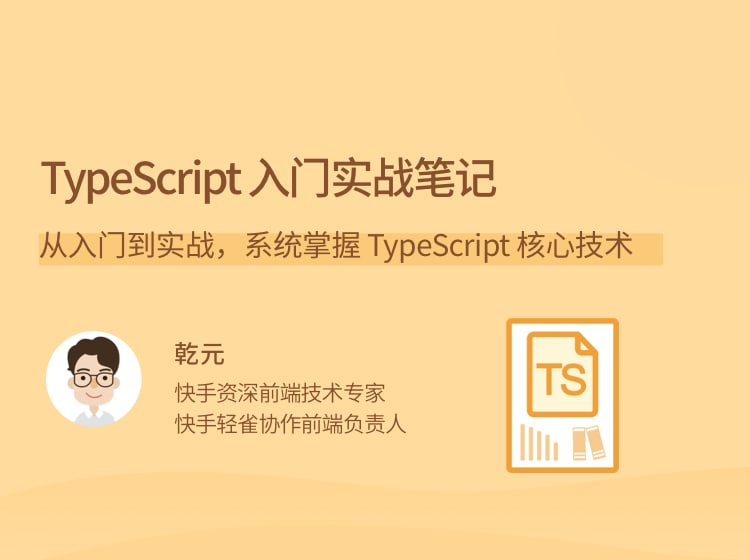 TypeScript 入门实战笔记
从入门到实战，系统掌握 TypeScript 核心技术
乾元
快手资深前端技术专家
快手轻雀协作前端负责人
TS